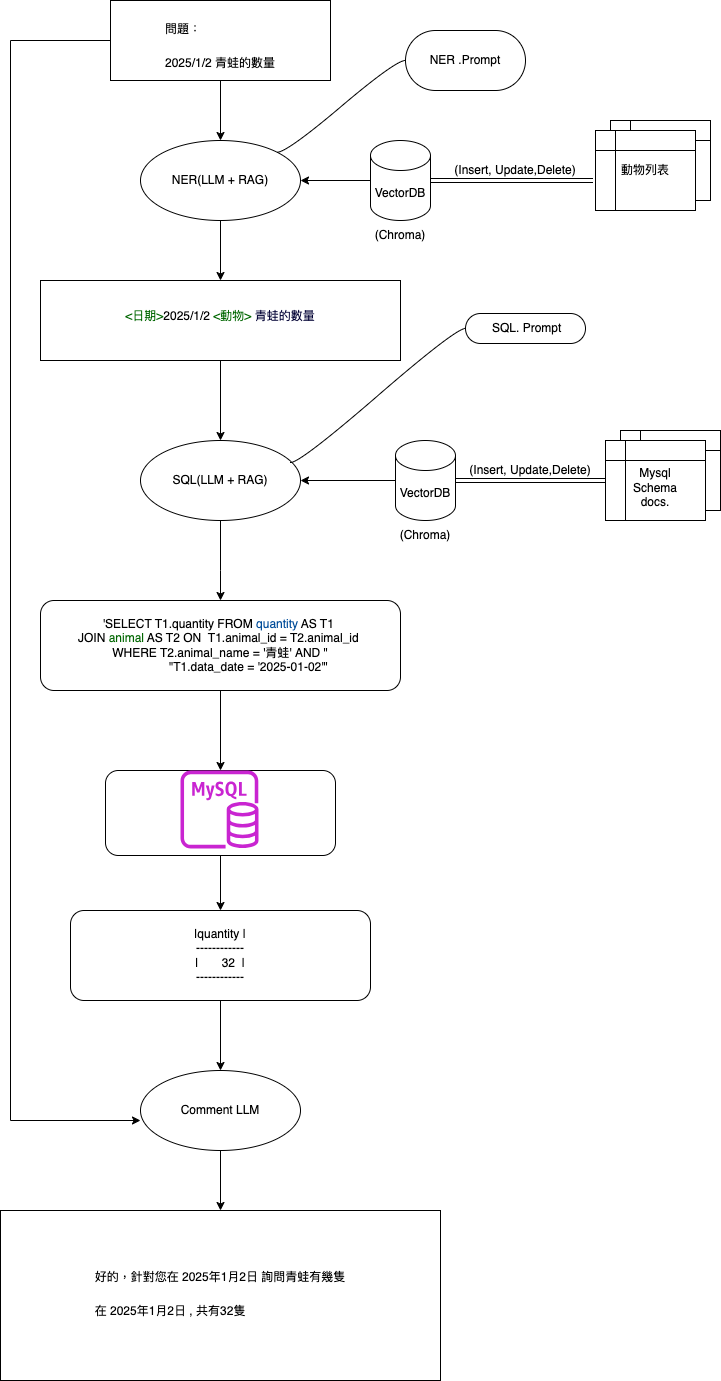 問題：
2025/1/2 青蛙的數量
NER .Prompt
NER(LLM + RAG)
VectorDB
(Chroma)
(Insert, Update,Delete)
動物列表
<日期>2025/1/2 <動物> 青蛙的數量
SQL. Prompt
SQL(LLM + RAG)
VectorDB
(Chroma)
(Insert, Update,Delete)
Mysql
Schema
docs.
'SELECT T1.quantity FROM quantity AS T1
JOIN animal AS T2 ON  T1.animal_id = T2.animal_id
WHERE T2.animal_name = '青蛙' AND "
"T1.data_date = '2025-01-02'"
MySQL
|quantity |
------------
|       32  |
------------
Comment LLM
好的，針對您在 2025年1月2日 詢問青蛙有幾隻
在 2025年1月2日 , 共有32隻